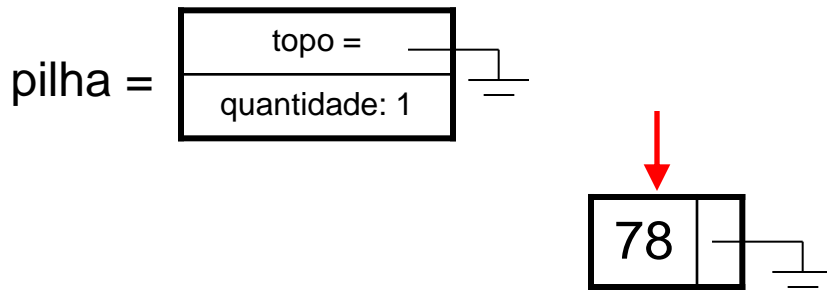 topo =
pilha =
quantidade: 1
78